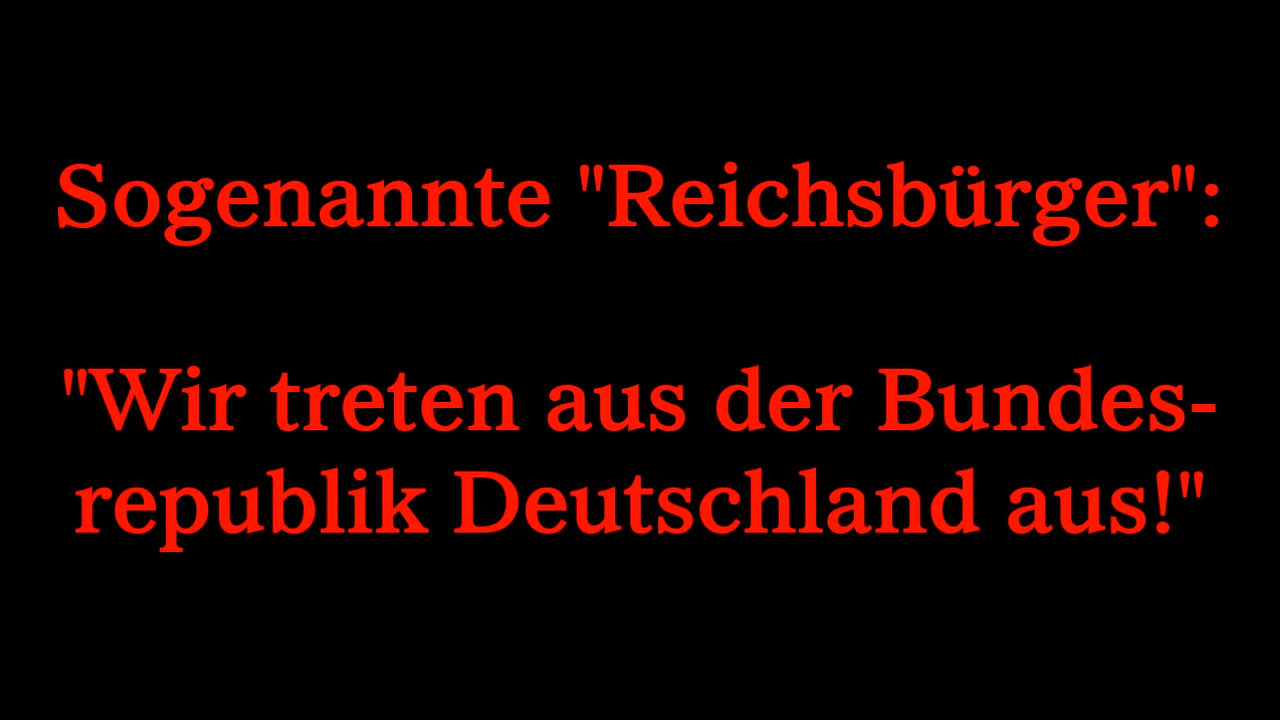 Sogenannte "Reichsbürger":
"Wir treten aus der Bundes-
republik Deutschland aus!"